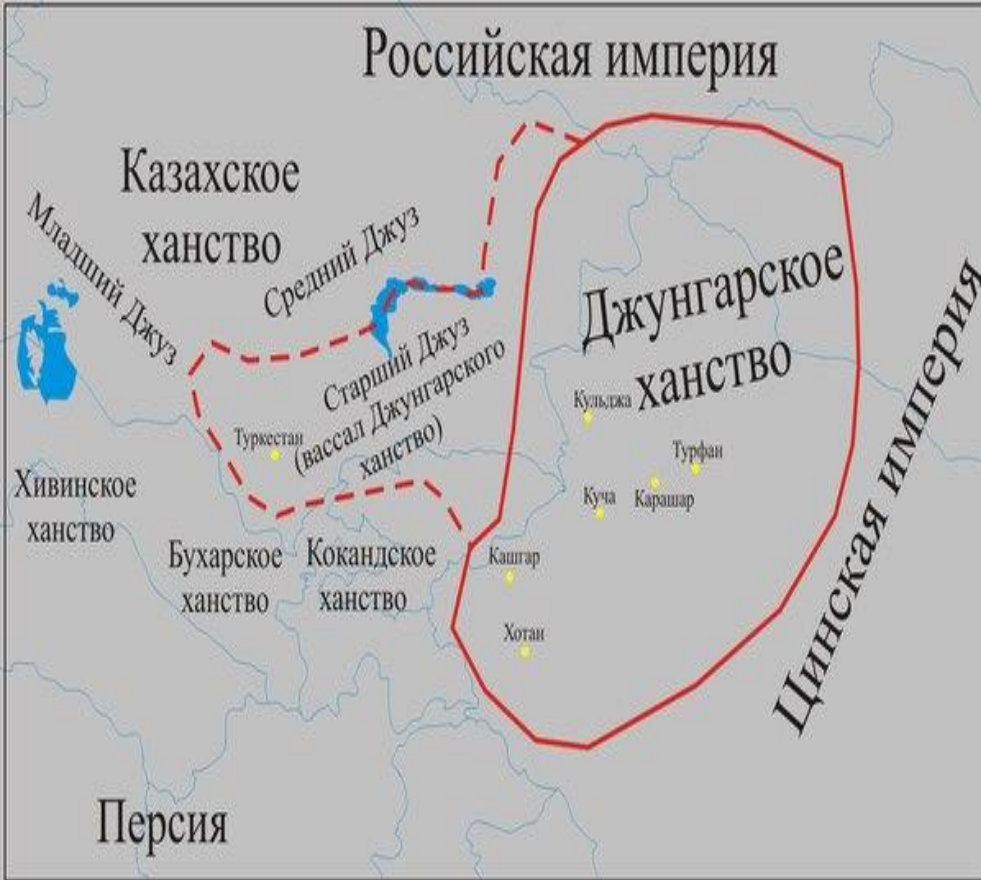 Российская империя
Казахское
ханство
Младший Джуз
Средний Джуз
Старший Джуз
(вассал Джунгарского
ханство)
Джунгарское
ханство
Цинская империя
Кульджа
Туркестан
Турфан
Куча
Карашар
Хивинское
ханство
Бухарское
ханство
Кокандское
ханство
Кашгар
Хотан
Персия